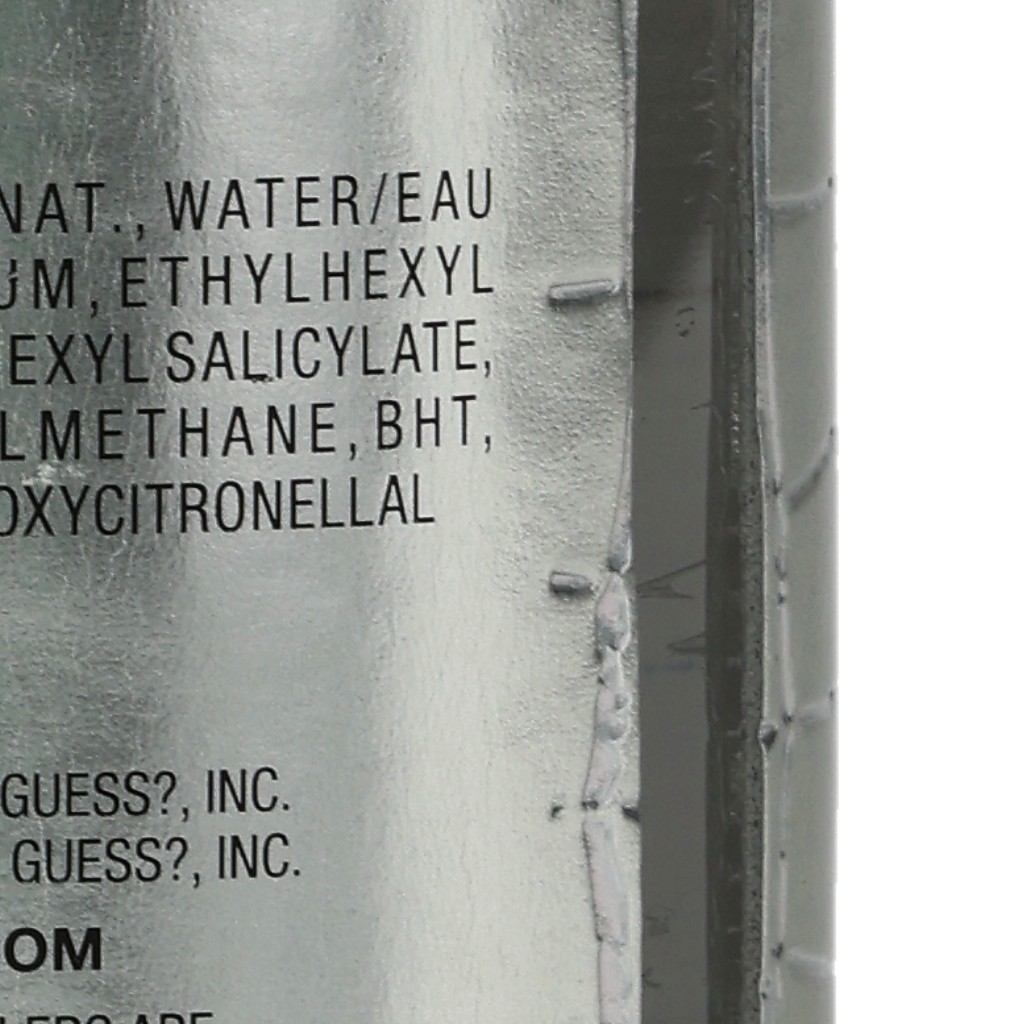 NAT., WATER/EAU
UM, ETHYLHEXYL
EXYL SALICYLATE,
LMETHANE, BHT,
OXYCITRONELLAL
GUESS?, INC.
GUESS?, INC.
OM